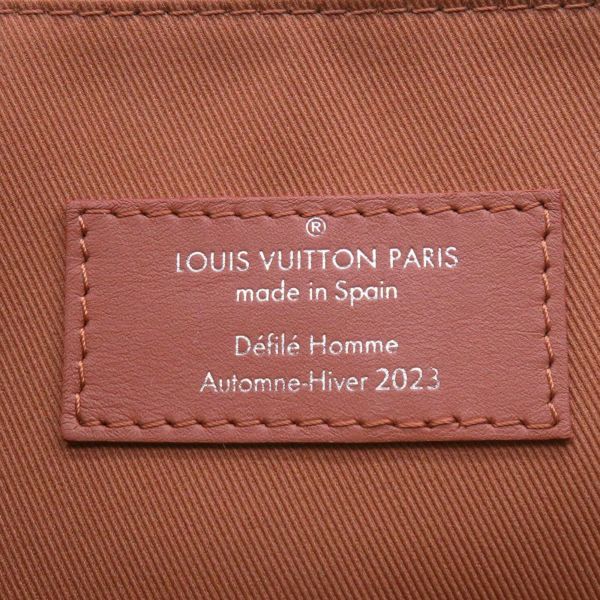 ®
LOUIS VUITTON PARIS
made in Spain
Défilé Homme
Automne-Hiver 2023